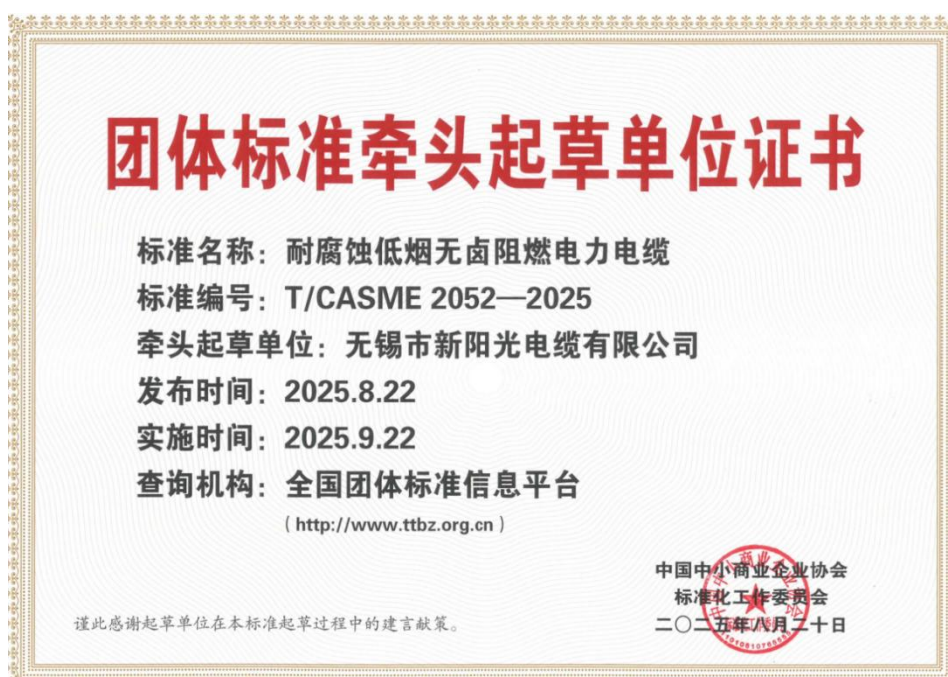 团体标准牵头起草单位证书
标准名称：耐腐蚀低烟无卤阻燃电力电缆
标准编号：T/CASME 2052—2025
牵头起草单位：无锡市新阳光电缆有限公司
发布时间：2025.8.22
实施时间：2025.9.22
查询机构：全国团体标准信息平台
（http://www.ttbz.org.cn）
中国中小商业企业协会
标准化工作委员会
二〇二五年八月二十日
谨此感谢起草单位在本标准起草过程中的建言献策。